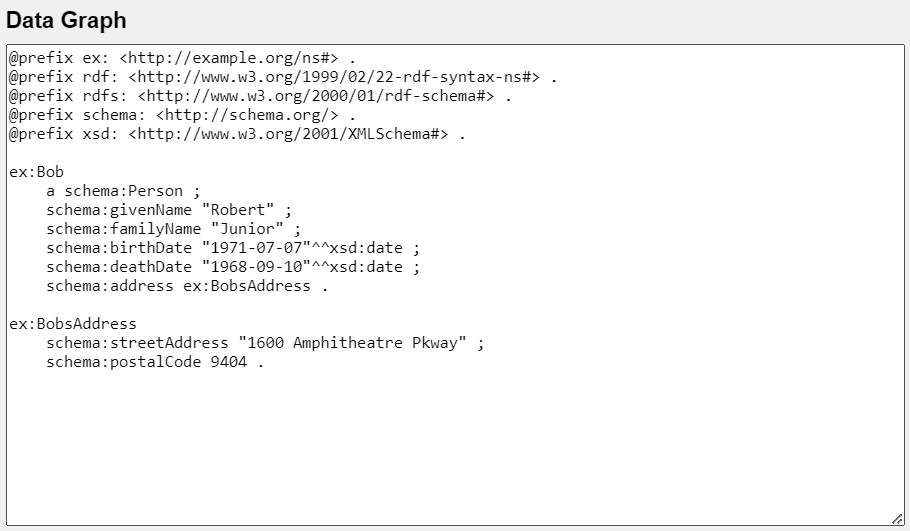 Data Graph
@prefix ex: <http://example.org/ns#> .
@prefix rdf: <http://www.w3.org/1999/02/22-rdf-syntax-ns#> .
@prefix rdfs: <http://www.w3.org/2000/01/rdf-schema#> .
@prefix schema: <http://schema.org/> .
@prefix xsd: <http://www.w3.org/2001/XMLSchema#> .

ex:Bob
    a schema:Person ;
    schema:givenName "Robert" ;
    schema:familyName "Junior" ;
    schema:birthDate "1971-07-07"^^xsd:date ;
    schema:deathDate "1968-09-10"^^xsd:date ;
    schema:address ex:BobsAddress .

ex:BobsAddress
    schema:streetAddress "1600 Amphitheatre Pkway" ;
    schema:postalCode 9404 .